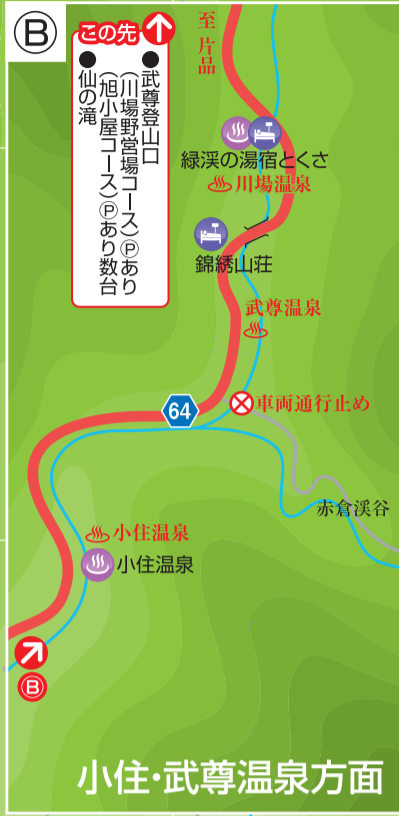 B
この先
●武尊登山口
(川場野営場コース)Ⓟあり
(旭小屋コース)Ⓟあり数台
●仙の滝
至 片品
緑渓の湯宿とくさ
川場温泉
錦綉山荘
武尊温泉
64
車両通行止め
赤倉渓谷
小住温泉
小住温泉
B
小住・武尊温泉方面